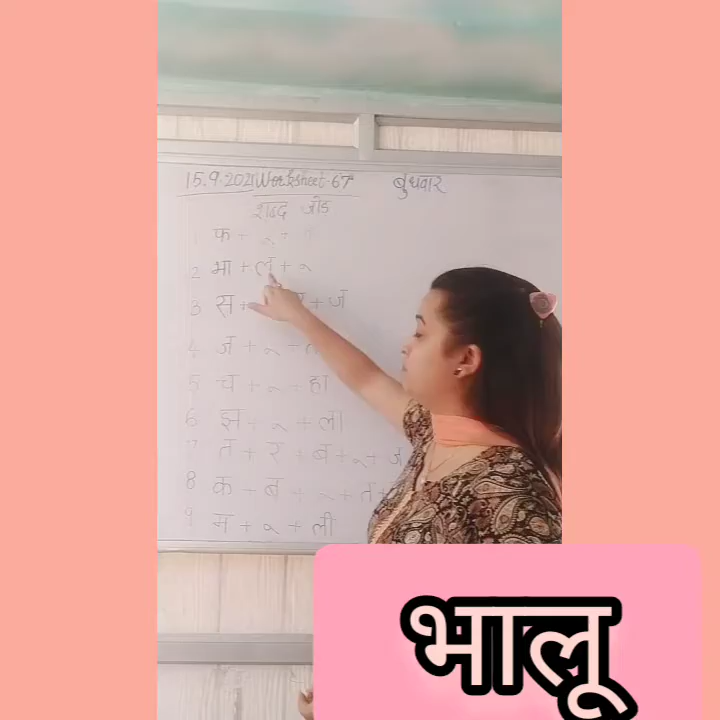 15.9.2021 Worksheet-67 बुधवार
शब्द जोड़
1 फ + ू +
2 भा + ल + ू
3 स + + ज
4 ज + ू + ता
5 च + ू + हा
6 झ + ू + ला
7 त + र + ब + ू + ज
8 क + ब + ू + त +
9 म + ू + ली
भालू